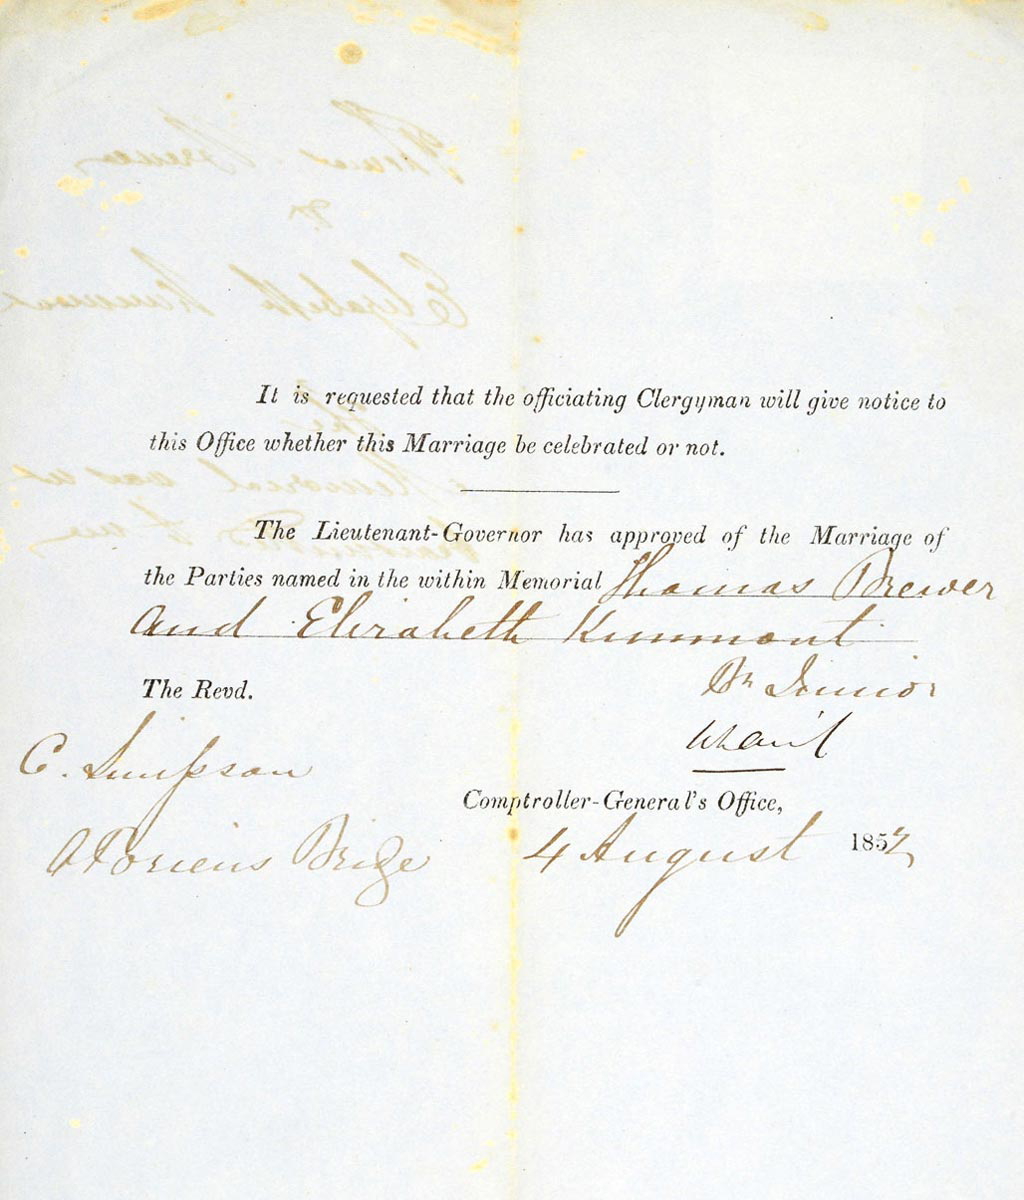 It is requested that the officiating Clergyman will give notice to
this Office whether this Marriage be celebrated or not.
The Lieutenant-Governor has approved of the Marriage of
the Parties named in the within Memorial Thomas Brewer
and Elizabeth Kinmont
The Revd.
C. Simpson
Comptroller-General's Office,
4 August 1852